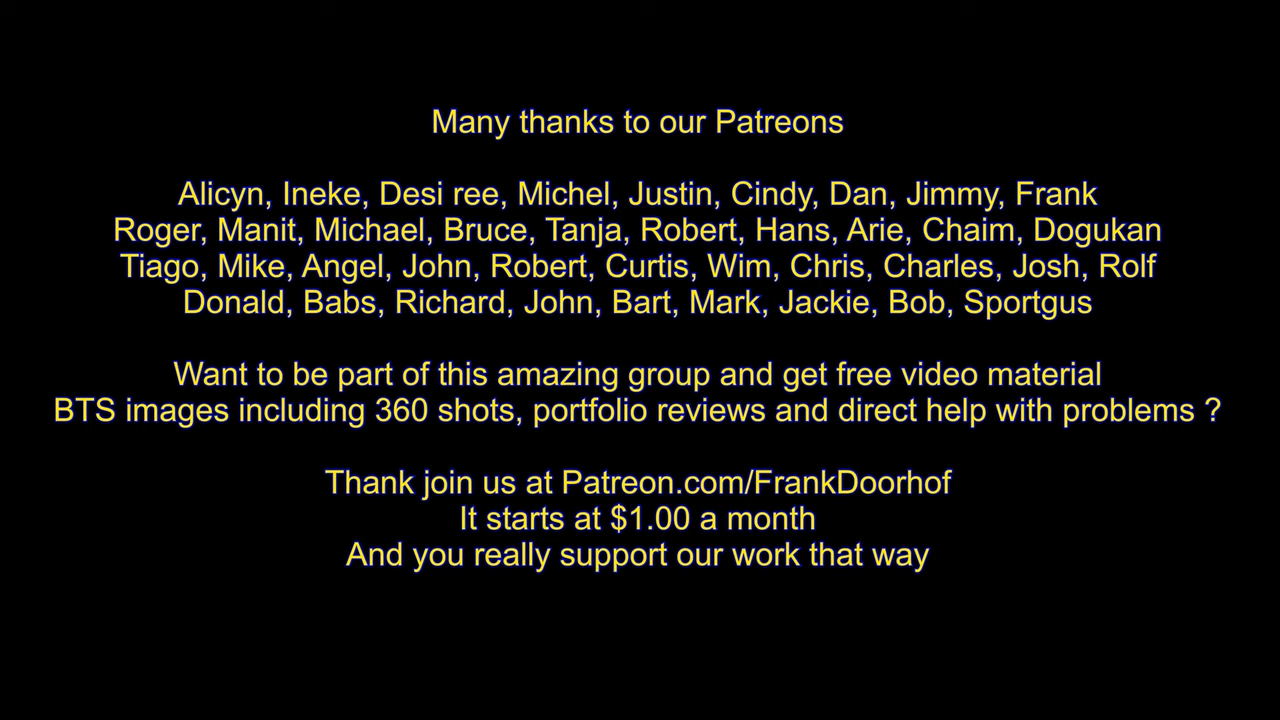 Many thanks to our Patreons
Alicyn, Ineke, Desi ree, Michel, Justin, Cindy, Dan, Jimmy, Frank
Roger, Manit, Michael, Bruce, Tanja, Robert, Hans, Arie, Chaim, Dogukan
Tiago, Mike, Angel, John, Robert, Curtis, Wim, Chris, Charles, Josh, Rolf
Donald, Babs, Richard, John, Bart, Mark, Jackie, Bob, Sportgus
Want to be part of this amazing group and get free video material
BTS images including 360 shots, portfolio reviews and direct help with problems ?
Thank join us at Patreon.com/FrankDoorhof
It starts at $1.00 a month
And you really support our work that way